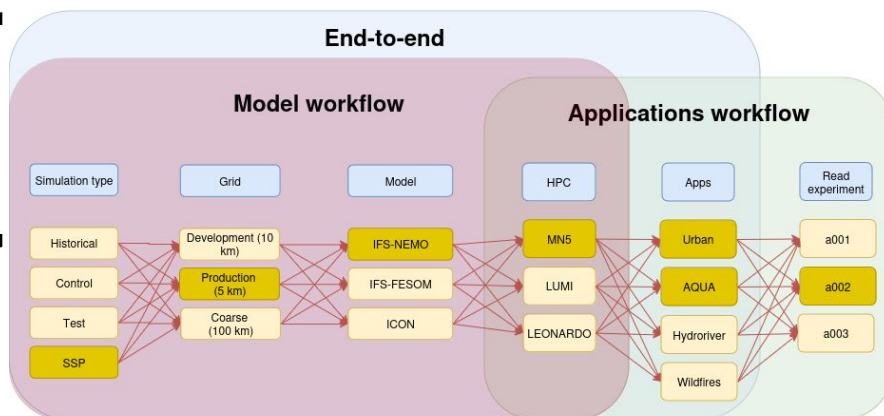 End-to-end
Model workflow
Applications workflow
Simulation type
Grid
Model
HPC
Apps
Read
experiment
Historical
Development (10
km)
IFS-NEMO
MN5
Urban
a001
Control
Production
(5 km)
IFS-FESOM
LUMI
AQUA
a002
Test
Coarse
(100 km)
ICON
LEONARDO
Hydroriver
a003
SSP
Wildfires